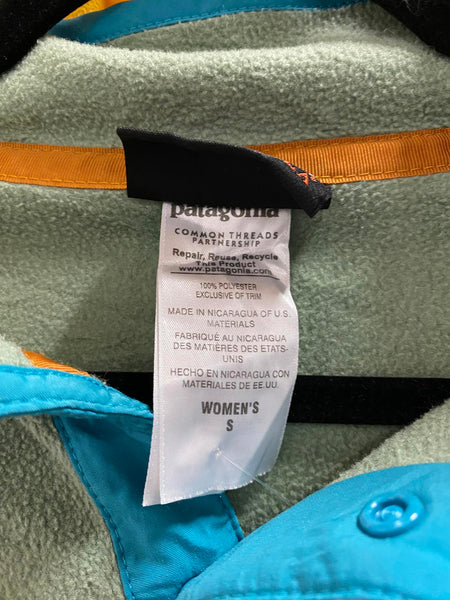 patagonia
COMMON THREADS
PARTNERSHIP
Repair, Reuse, Recycle
This Product
www.patagonia.com
100% POLYESTER
EXCLUSIVE OF TRIM
MADE IN NICARAGUA OF U.S.
MATERIALS
FABRIQUÉ AU NICARAGUA
DES MATIÈRES DES ETATS-
UNIS
HECHO EN NICARAGUA CON
MATERIALES DE EE.UU.
WOMEN'S
S